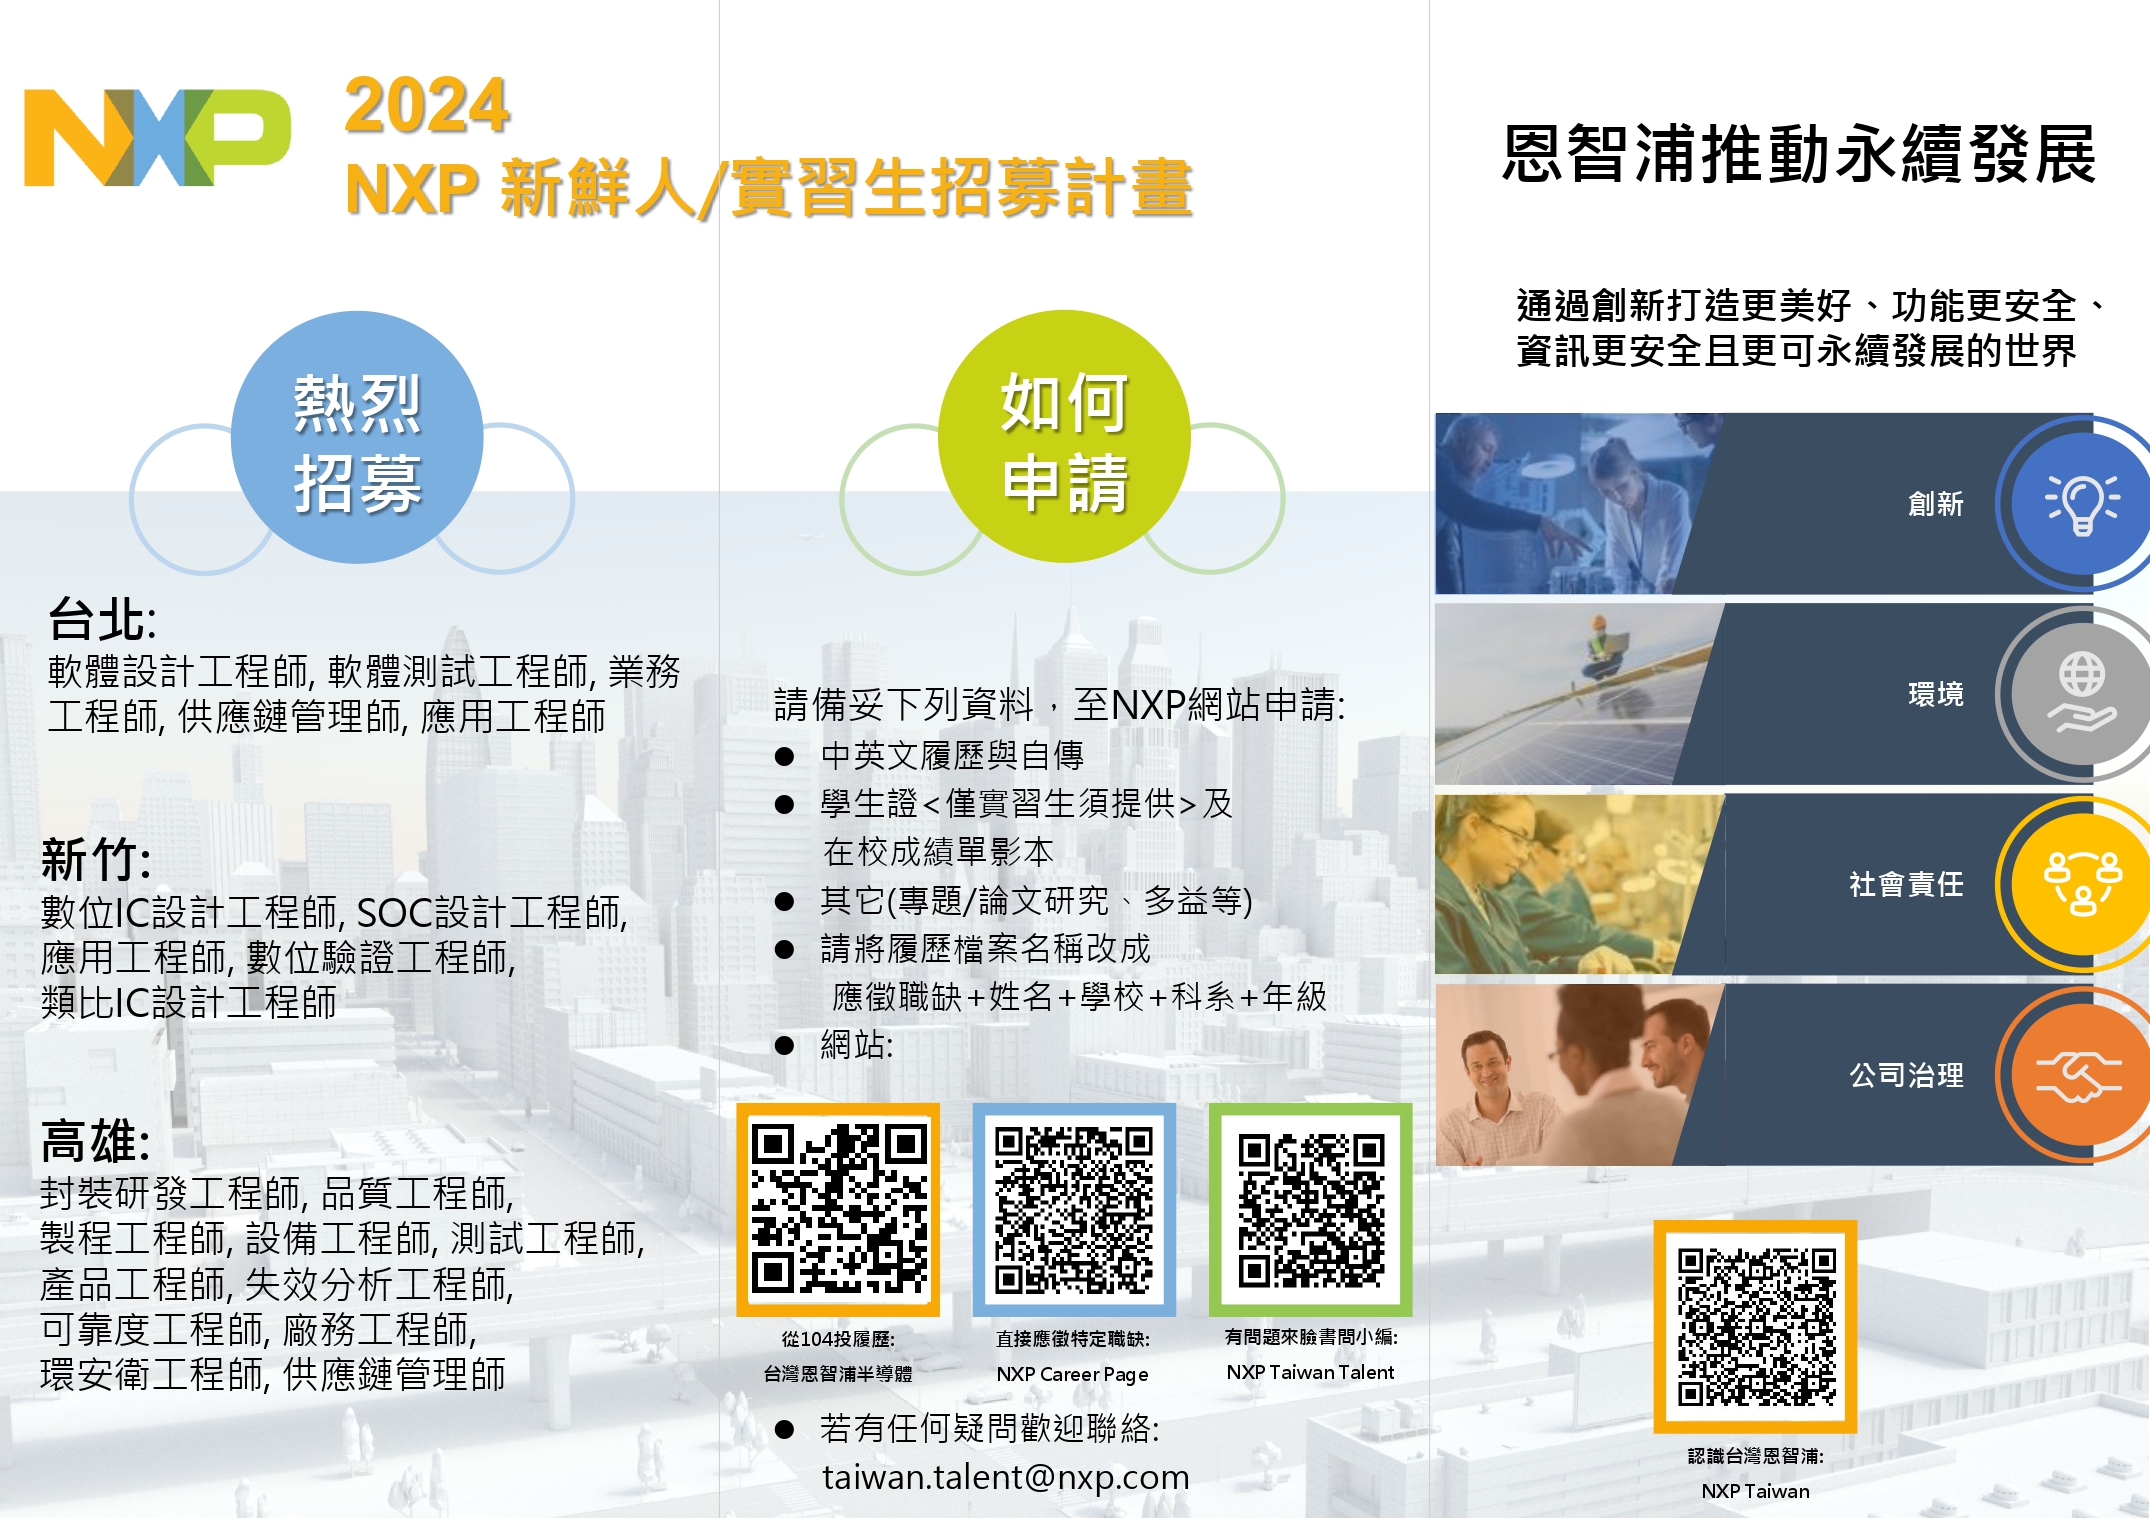 NXP
2024
NXP 新鮮人/實習生招募計畫
熱烈
招募
台北:
軟體設計工程師, 軟體測試工程師, 業務
工程師, 供應鏈管理師, 應用工程師
新竹:
數位IC設計工程師, SOC設計工程師,
應用工程師, 數位驗證工程師,
類比IC設計工程師
高雄:
封裝研發工程師, 品質工程師,
製程工程師, 設備工程師, 測試工程師,
產品工程師, 失效分析工程師,
可靠度工程師, 廠務工程師,
環安衛工程師, 供應鏈管理師
如何
申請
請備妥下列資料，至NXP網站申請:
● 中英文履歷與自傳
● 學生證<僅實習生須提供>及
在校成績單影本
● 其它(專題/論文研究、多益等)
● 請將履歷檔案名稱改成
應徵職缺+姓名+學校+科系+年級
● 網站:
從104投履歷:
台灣恩智浦半導體
直接應徵特定職缺:
NXP Career Page
有問題來臉書問小編:
NXP Taiwan Talent
● 若有任何疑問歡迎聯絡:
taiwan.talent@nxp.com
恩智浦推動永續發展
通過創新打造更美好、功能更安全、
資訊更安全且更可永續發展的世界
創新
環境
社會責任
公司治理
認識台灣恩智浦:
NXP Taiwan